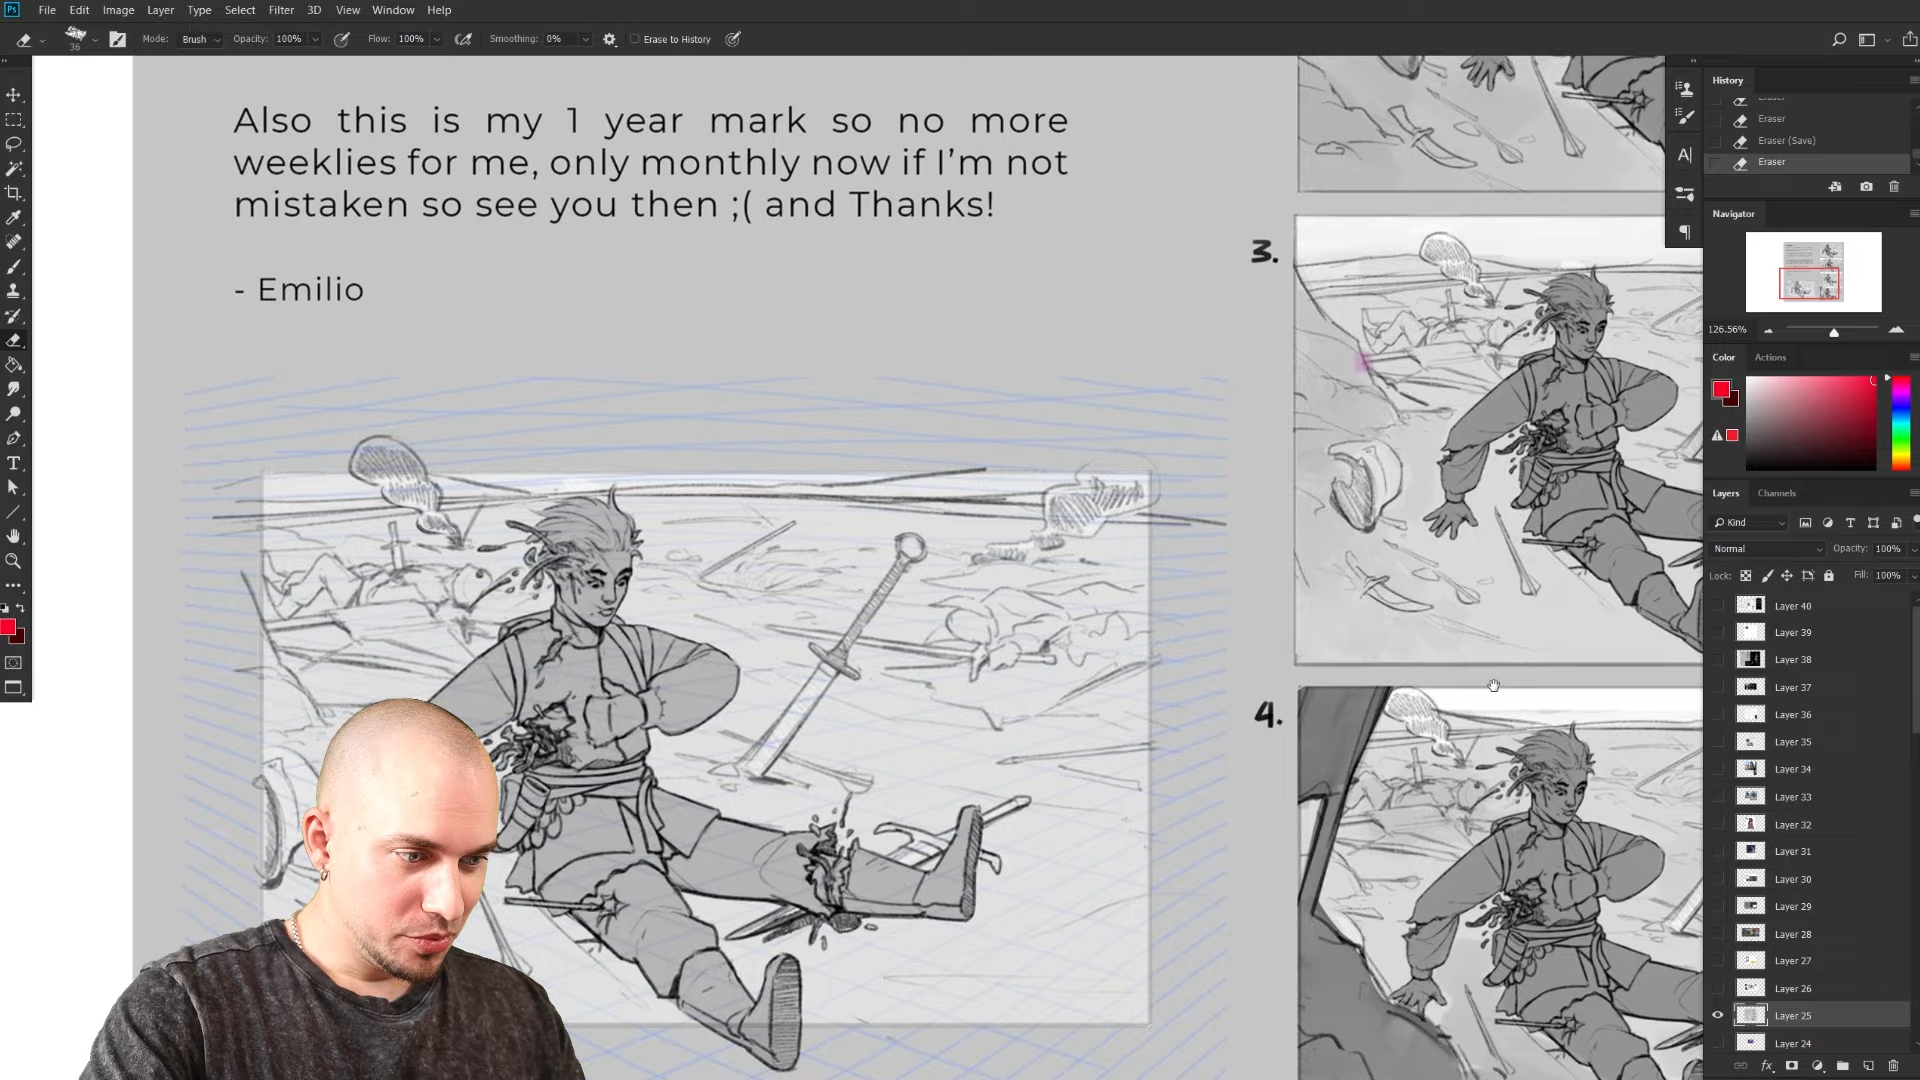 Ps File Edit Image Layer Type Select Filter 3D View Window Help
36 Mode: Brush Opacity: 100% Flow: 100% Smoothing: 0% Erase to History
Also this is my 1 year mark so no more
weeklies for me, only monthly now if I'm not
mistaken so see you then ;( and Thanks!
- Emilio
3.
4.
History
Eraser
Eraser
Eraser (Save)
Eraser
Navigator
126.56%
Color Actions
Layers Channels
Kind
Normal Opacity: 100%
Lock: Fill: 100%
Layer 40
Layer 39
Layer 38
Layer 37
Layer 36
Layer 35
Layer 34
Layer 33
Layer 32
Layer 31
Layer 30
Layer 29
Layer 28
Layer 27
Layer 26
Layer 25
Layer 24
fx